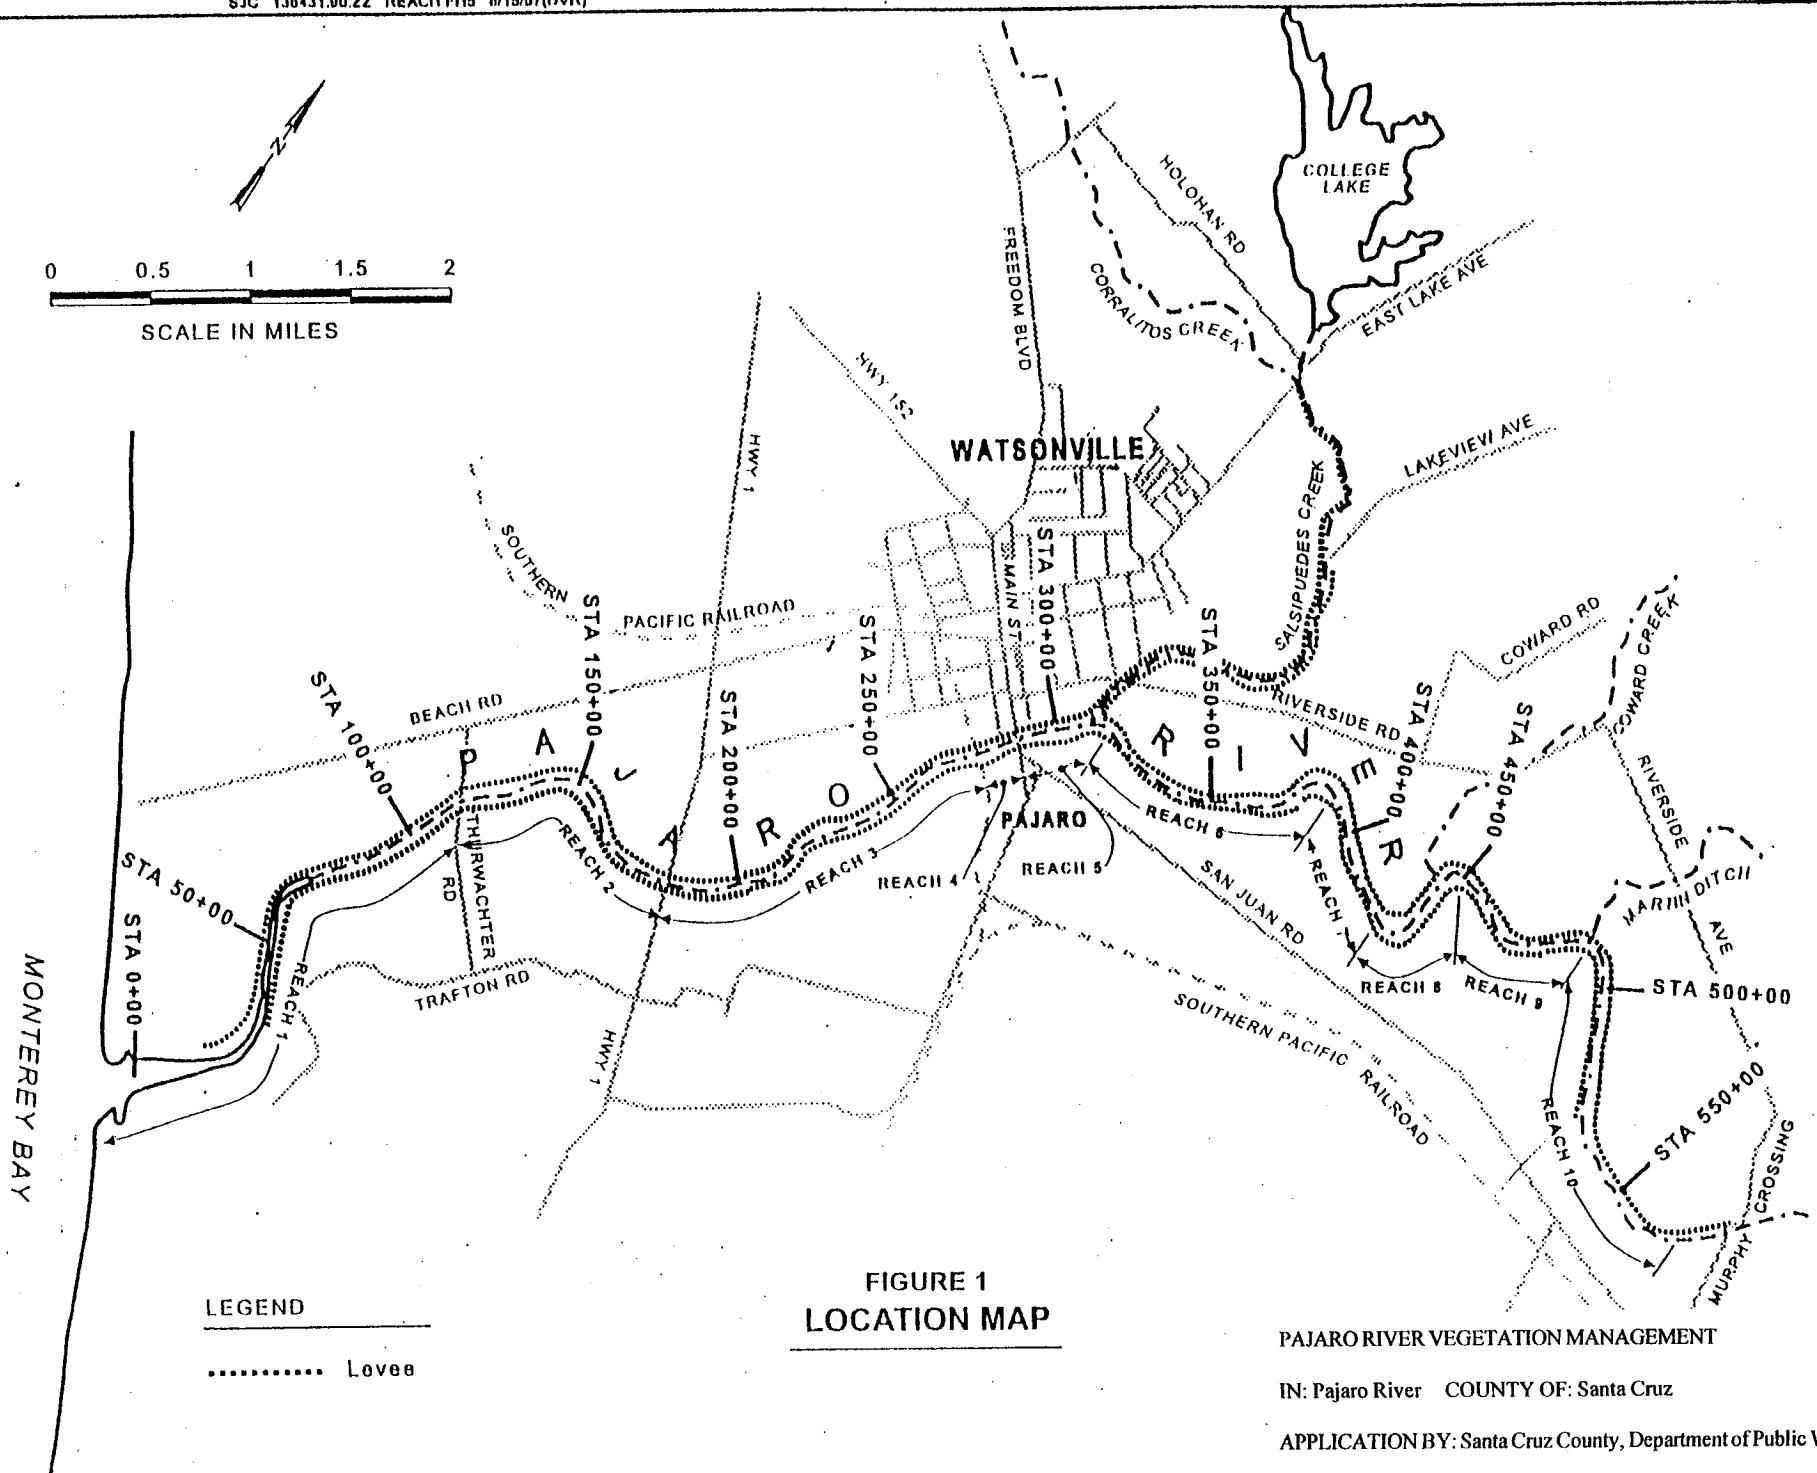 N
0 0.5 1 1.5 2
SCALE IN MILES
HOLOHAN RD
COLLEGE
LAKE
FREEDOM BLVD
CORRALITOS CREEK
EAST LAKE AVE
HWY 152
HWY 1
WATSONVILLE
LAKEVIEW AVE
SALSIPUEDES CREEK
SOUTHERN
PACIFIC RAILROAD
MAIN ST
STA 300+00
STA 150+00
STA 250+00
STA 350+00
COWARD RD
COWARD CREEK
STA 100+00
BEACH RD
STA 200+00
RIVERSIDE RD
STA 400+00
STA 450+00
PAJARO
RIVER
RIVERSIDE
AVE
THURWACHTER
RD
REACH 2
REACH 3
REACH 4
PAJARO
REACH 5
REACH 6
REACH
SAN JUAN RD
MARTIN DITCH
STA 50+00
STA 0+00
REACH 1
TRAFTON RD
REACH 8
REACH 9
STA 500+00
MONTEREY BAY
HWY 1
SOUTHERN PACIFIC
RAILROAD
REACH 10
STA 550+00
MURPHY
CROSSING
LEGEND
Levee
FIGURE 1
LOCATION MAP
PAJARO RIVER VEGETATION MANAGEMENT
IN: Pajaro River COUNTY OF: Santa Cruz
APPLICATION BY: Santa Cruz County, Department of Public